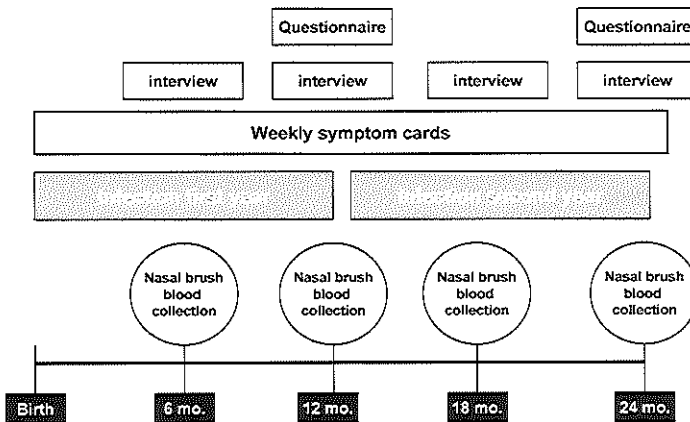 Questionnaire Questionnaire
interview interview interview interview
Weekly symptom cards
Nasal brush Nasal brush Nasal brush Nasal brush
blood blood blood blood
collection collection collection collection
Birth 6 mo. 12 mo. 18 mo. 24 mo.